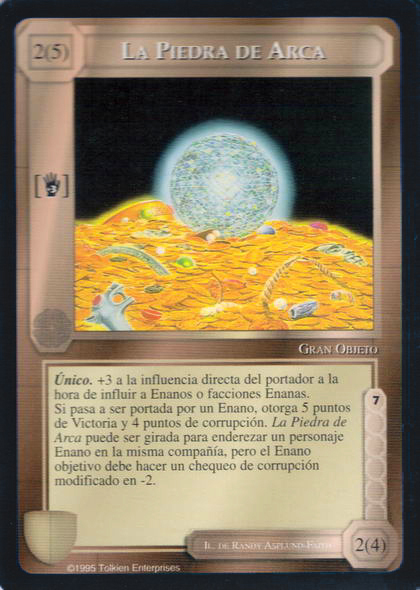 2(5)
LA PIEDRA DE ARCA
GRAN OBJETO
Único. +3 a la influencia directa del portador a la
hora de influir a Enanos o facciones Enanas.
Si pasa a ser portada por un Enano, otorga 5 puntos
de Victoria y 4 puntos de corrupción. La Piedra de
Arca puede ser girada para enderezar un personaje
Enano en la misma compañía, pero el Enano
objetivo debe hacer un chequeo de corrupción
modificado en -2.
7
IL. DE RANDY ASPLUND-FAITH
2(4)
©1995 Tolkien Enterprises